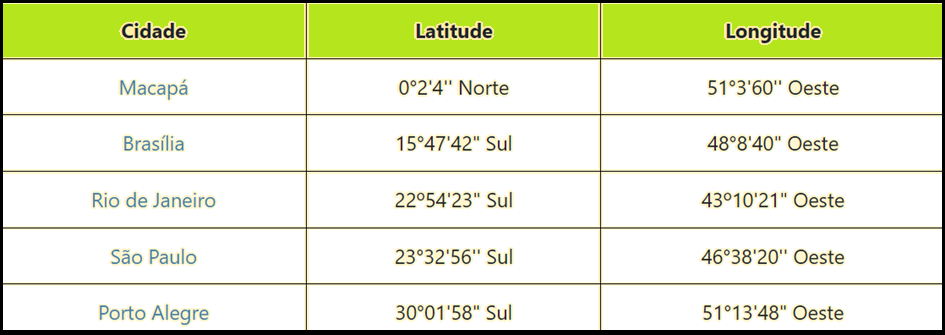 Cidade Latitude Longitude
Macapá 0°2'4'' Norte 51°3'60'' Oeste
Brasília 15°47'42" Sul 48°8'40" Oeste
Rio de Janeiro 22º54'23" Sul 43º10'21" Oeste
São Paulo 23°32'56'' Sul 46°38'20'' Oeste
Porto Alegre 30°01'58" Sul 51°13'48" Oeste